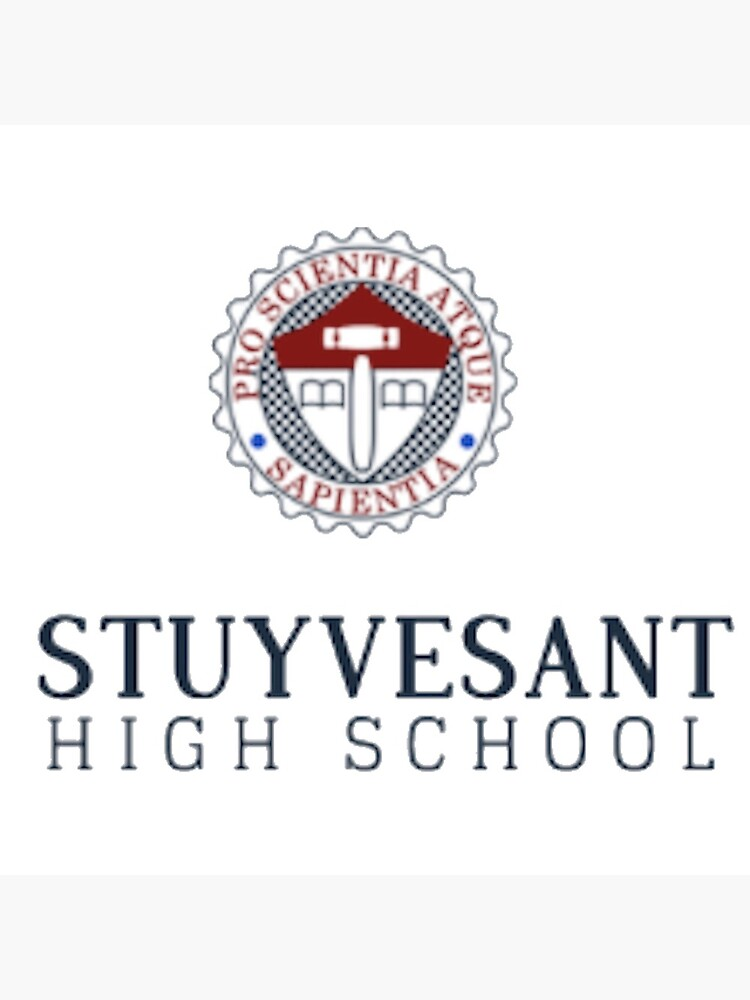 PRO SCIENTIA ATQUE
SAPIENTIA
STUYVESANT
HIGH SCHOOL